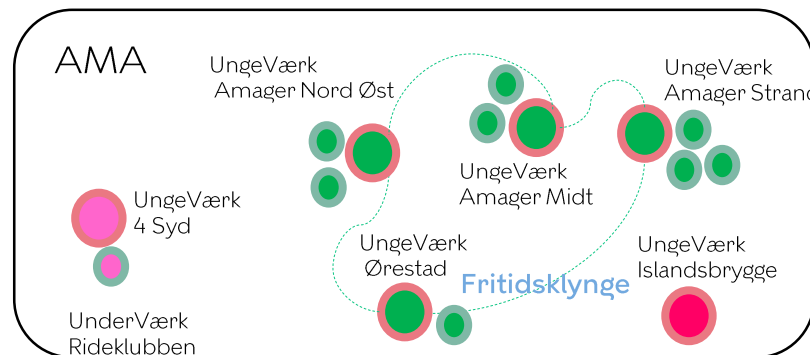 AMA
UngeVærk
Amager Nord Øst
UngeVærk
Amager Strand
UngeVærk
Amager Midt
UngeVærk
4 Syd
UngeVærk
Ørestad
UngeVærk
Islandsbrygge
Fritidsklynge
UnderVærk
Rideklubben